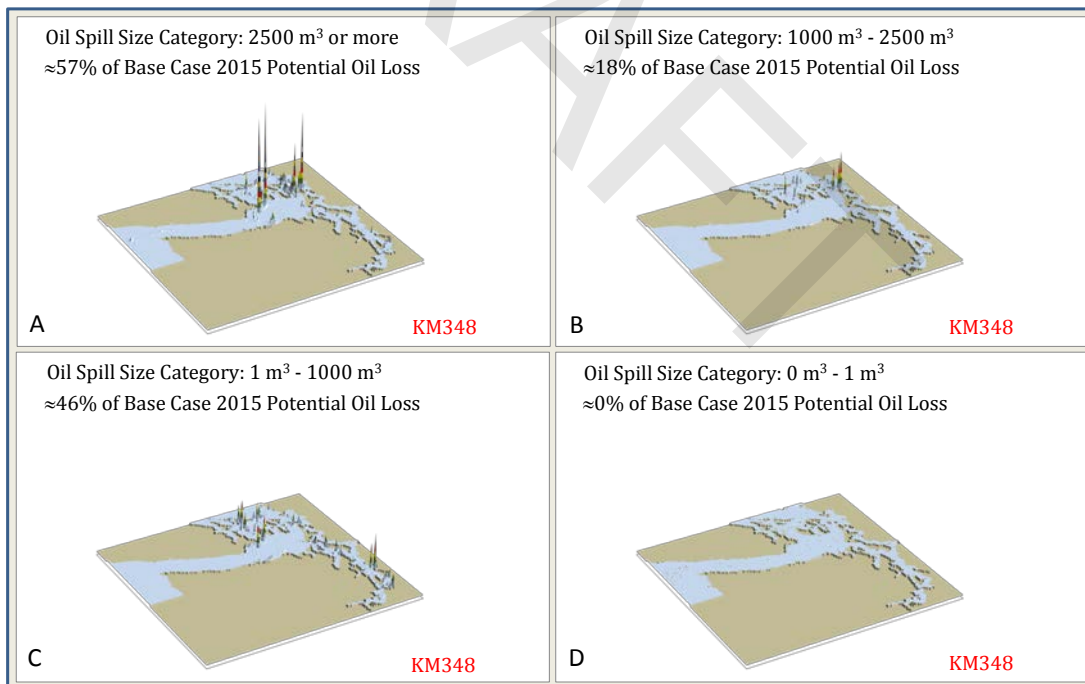 Oil Spill Size Category: 2500 m³ or more
≈57% of Base Case 2015 Potential Oil Loss
A
KM348
Oil Spill Size Category: 1000 m³ - 2500 m³
≈18% of Base Case 2015 Potential Oil Loss
B
KM348
Oil Spill Size Category: 1 m³ - 1000 m³
≈46% of Base Case 2015 Potential Oil Loss
C
KM348
Oil Spill Size Category: 0 m³ - 1 m³
≈0% of Base Case 2015 Potential Oil Loss
D
KM348